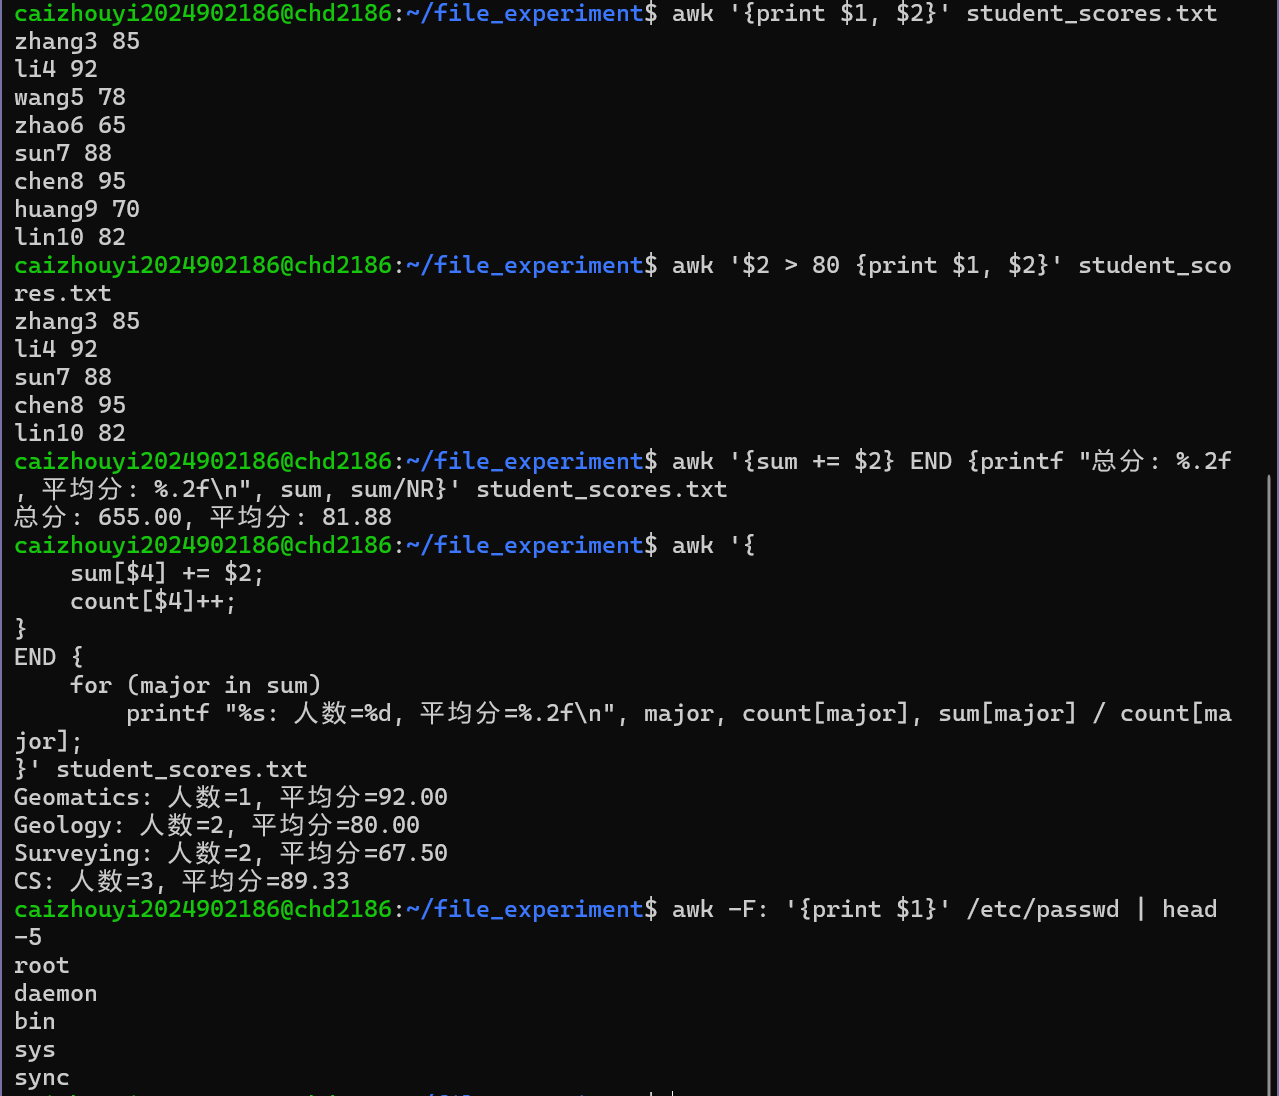 caizhouyi2024902186@chd2186:~/file_experiment$ awk '{print $1, $2}' student_scores.txt
zhang3 85
li4 92
wang5 78
zhao6 65
sun7 88
chen8 95
huang9 70
lin10 82
caizhouyi2024902186@chd2186:~/file_experiment$ awk '$2 > 80 {print $1, $2}' student_sco
res.txt
zhang3 85
li4 92
sun7 88
chen8 95
lin10 82
caizhouyi2024902186@chd2186:~/file_experiment$ awk '{sum += $2} END {printf "总分: %.2f
, 平均分: %.2f\n", sum, sum/NR}' student_scores.txt
总分: 655.00, 平均分: 81.88
caizhouyi2024902186@chd2186:~/file_experiment$ awk '{
    sum[$4] += $2;
    count[$4]++;
}
END {
    for (major in sum)
        printf "%s: 人数=%d, 平均分=%.2f\n", major, count[major], sum[major] / count[ma
jor];
}' student_scores.txt
Geomatics: 人数=1, 平均分=92.00
Geology: 人数=2, 平均分=80.00
Surveying: 人数=2, 平均分=67.50
CS: 人数=3, 平均分=89.33
caizhouyi2024902186@chd2186:~/file_experiment$ awk -F: '{print $1}' /etc/passwd | head
-5
root
daemon
bin
sys
sync